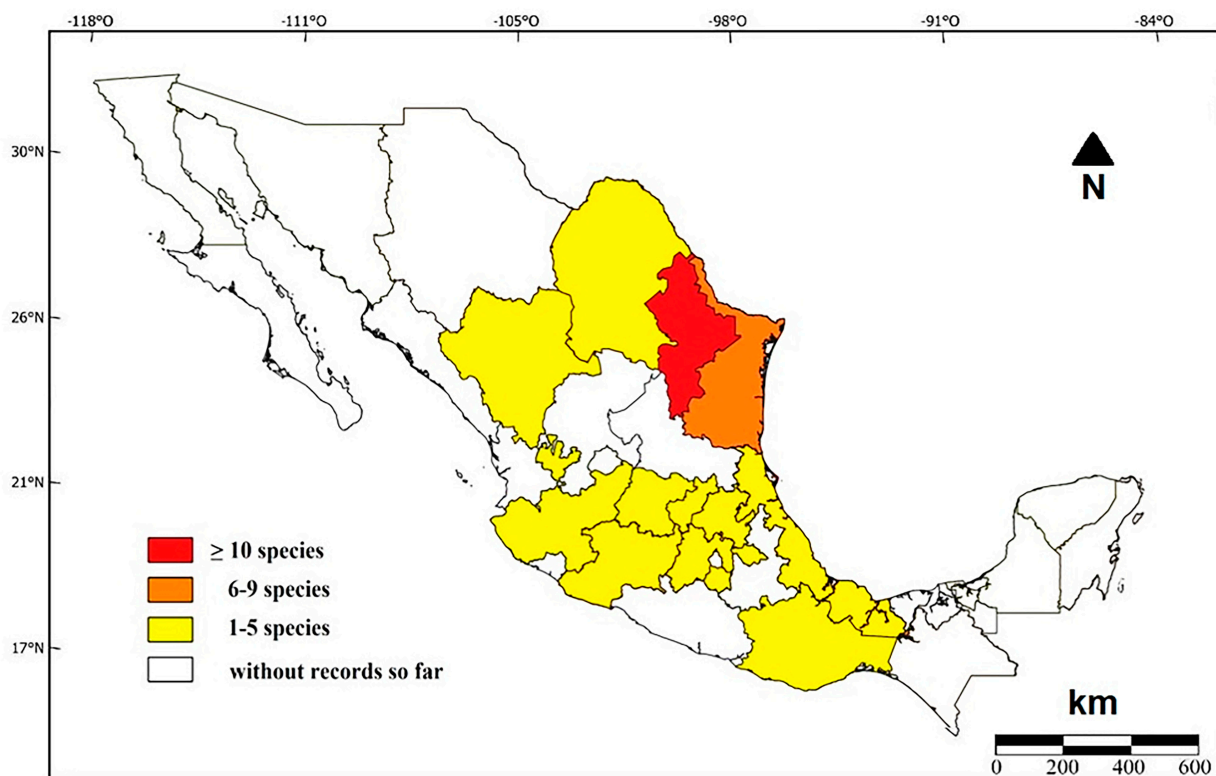 -118°O -111°O -105°O -98°O -91°O -84°O
30°N
N
26°N
21°N
≥ 10 species
6-9 species
1-5 species
17°N
without records so far
km
0 200 400 600